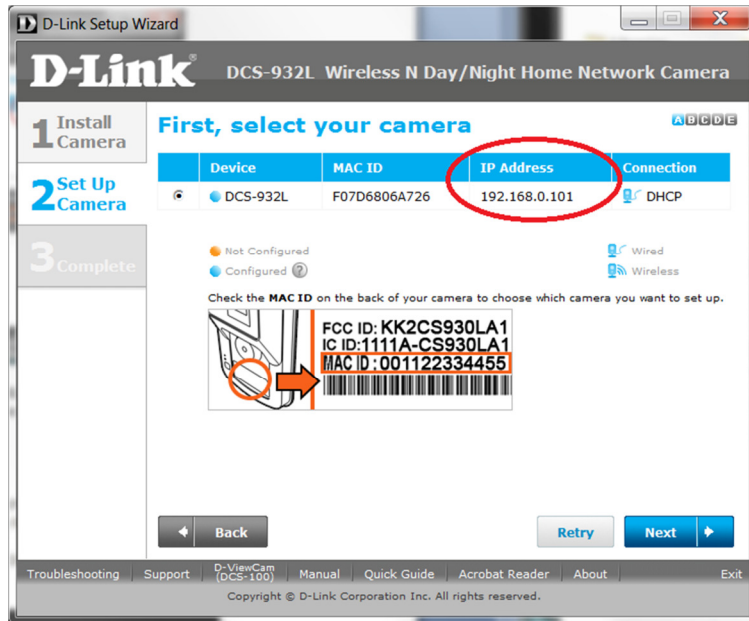 D-Link Setup Wizard
D-Link® DCS-932L Wireless N Day/Night Home Network Camera
1 Install Camera
2 Set Up Camera
3 Complete
First, select your camera
A B C D E
Device MAC ID IP Address Connection
DCS-932L F07D6806A726 192.168.0.101 DHCP
Not Configured Wired
Configured ? Wireless
Check the MAC ID on the back of your camera to choose which camera you want to set up.
FCC ID: KK2CS930LA1
IC ID:1111A-CS930LA1
MAC ID : 001122334455
Back Retry Next
Troubleshooting Support D-ViewCam (DCS-100) Manual Quick Guide Acrobat Reader About Exit
Copyright © D-Link Corporation Inc. All rights reserved.